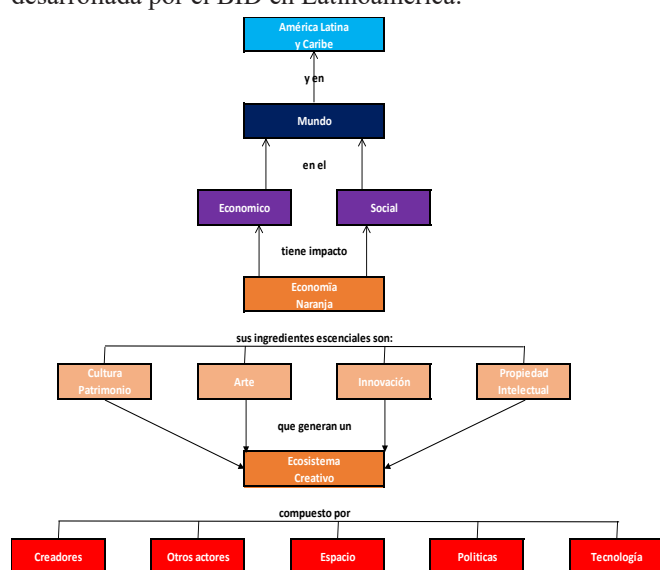 desarrollada por el BID en Latinoamérica.
América Latina
y Caribe
y en
Mundo
en el
Economico
Social
tiene impacto
Economía
Naranja
sus ingredientes escenciales son:
Cultura
Patrimonio
Arte
Innovación
Propiedad
Intelectual
que generan un
Ecosistema
Creativo
compuesto por
Creadores
Otros actores
Espacio
Políticas
Tecnología